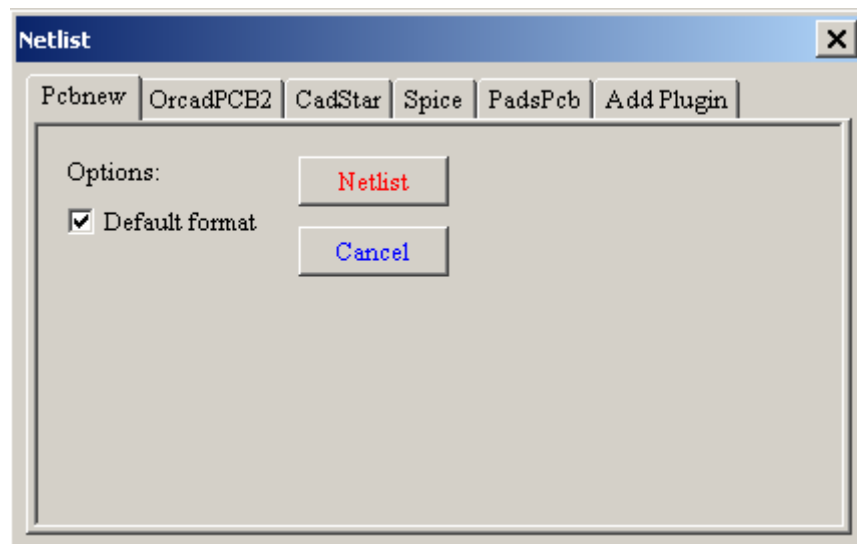 Netlist
Pcbnew OrcadPCB2 CadStar Spice PadsPcb Add Plugin
Options:
Netlist
Default format
Cancel